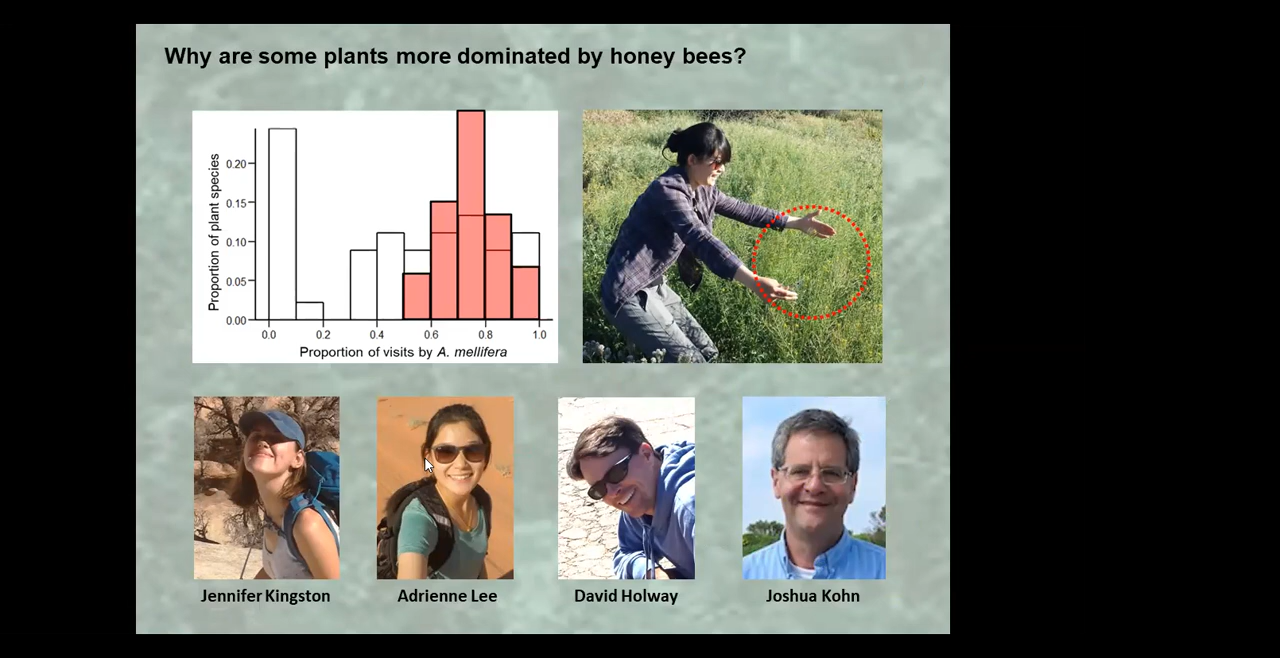 Why are some plants more dominated by honey bees?
Proportion of plant species
0.20
0.15
0.10
0.05
0.00
0.0 0.2 0.4 0.6 0.8 1.0
Proportion of visits by A. mellifera
Jennifer Kingston
Adrienne Lee
David Holway
Joshua Kohn